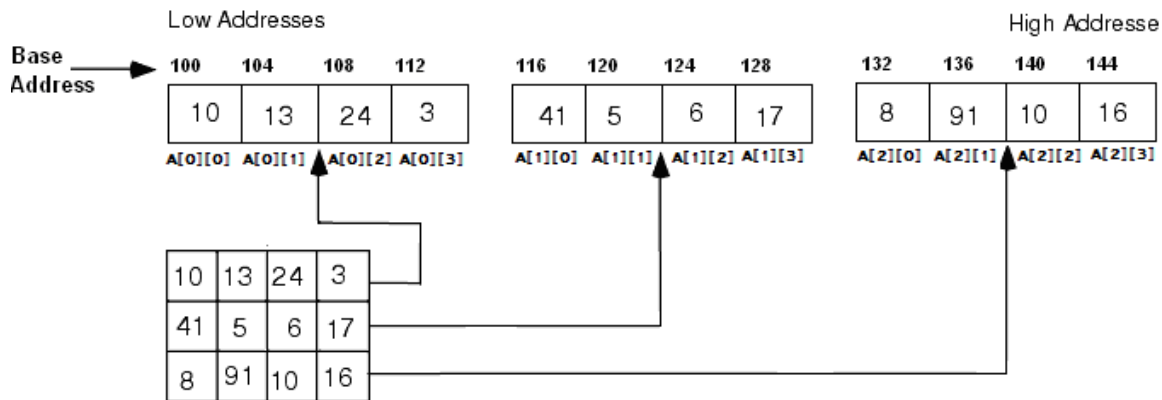 Low Addresses
High Addresse
Base
Address
100 104 108 112 116 120 124 128 132 136 140 144
10 13 24 3 41 5 6 17 8 91 10 16
A[0][0] A[0][1] A[0][2] A[0][3] A[1][0] A[1][1] A[1][2] A[1][3] A[2][0] A[2][1] A[2][2] A[2][3]
10 13 24 3
41 5 6 17
8 91 10 16